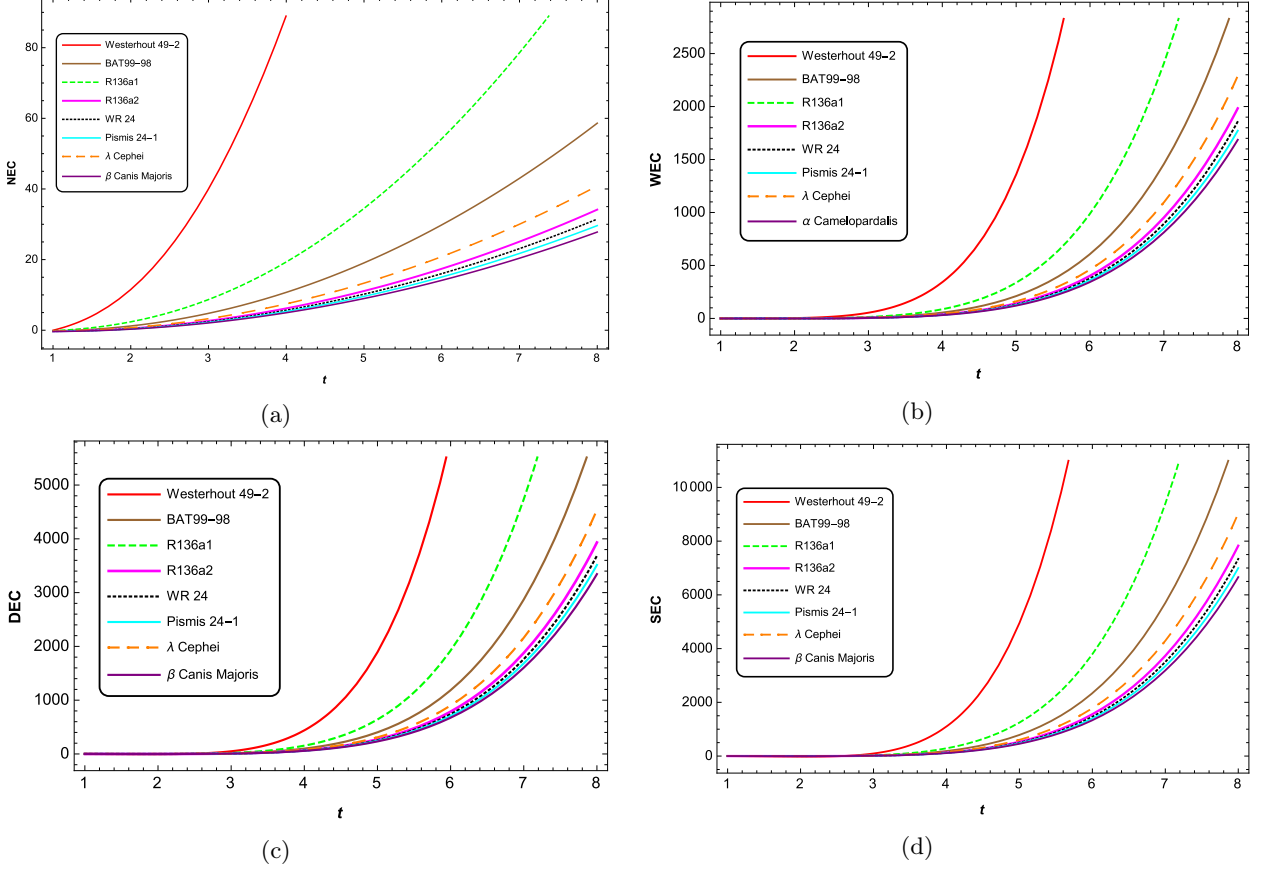 NEC
80
60
40
20
0
Westerhout 49–2
BAT99–98
R136a1
R136a2
WR 24
Pismis 24–1
λ Cephei
β Canis Majoris
1 2 3 4 5 6 7 8
t
(a)
WEC
2500
2000
1500
1000
500
0
Westerhout 49–2
BAT99–98
R136a1
R136a2
WR 24
Pismis 24–1
λ Cephei
α Camelopardalis
1 2 3 4 5 6 7 8
t
(b)
DEC
5000
4000
3000
2000
1000
0
Westerhout 49–2
BAT99–98
R136a1
R136a2
WR 24
Pismis 24–1
λ Cephei
β Canis Majoris
1 2 3 4 5 6 7 8
t
(c)
SEC
10 000
8000
6000
4000
2000
0
Westerhout 49–2
BAT99–98
R136a1
R136a2
WR 24
Pismis 24–1
λ Cephei
β Canis Majoris
1 2 3 4 5 6 7 8
t
(d)